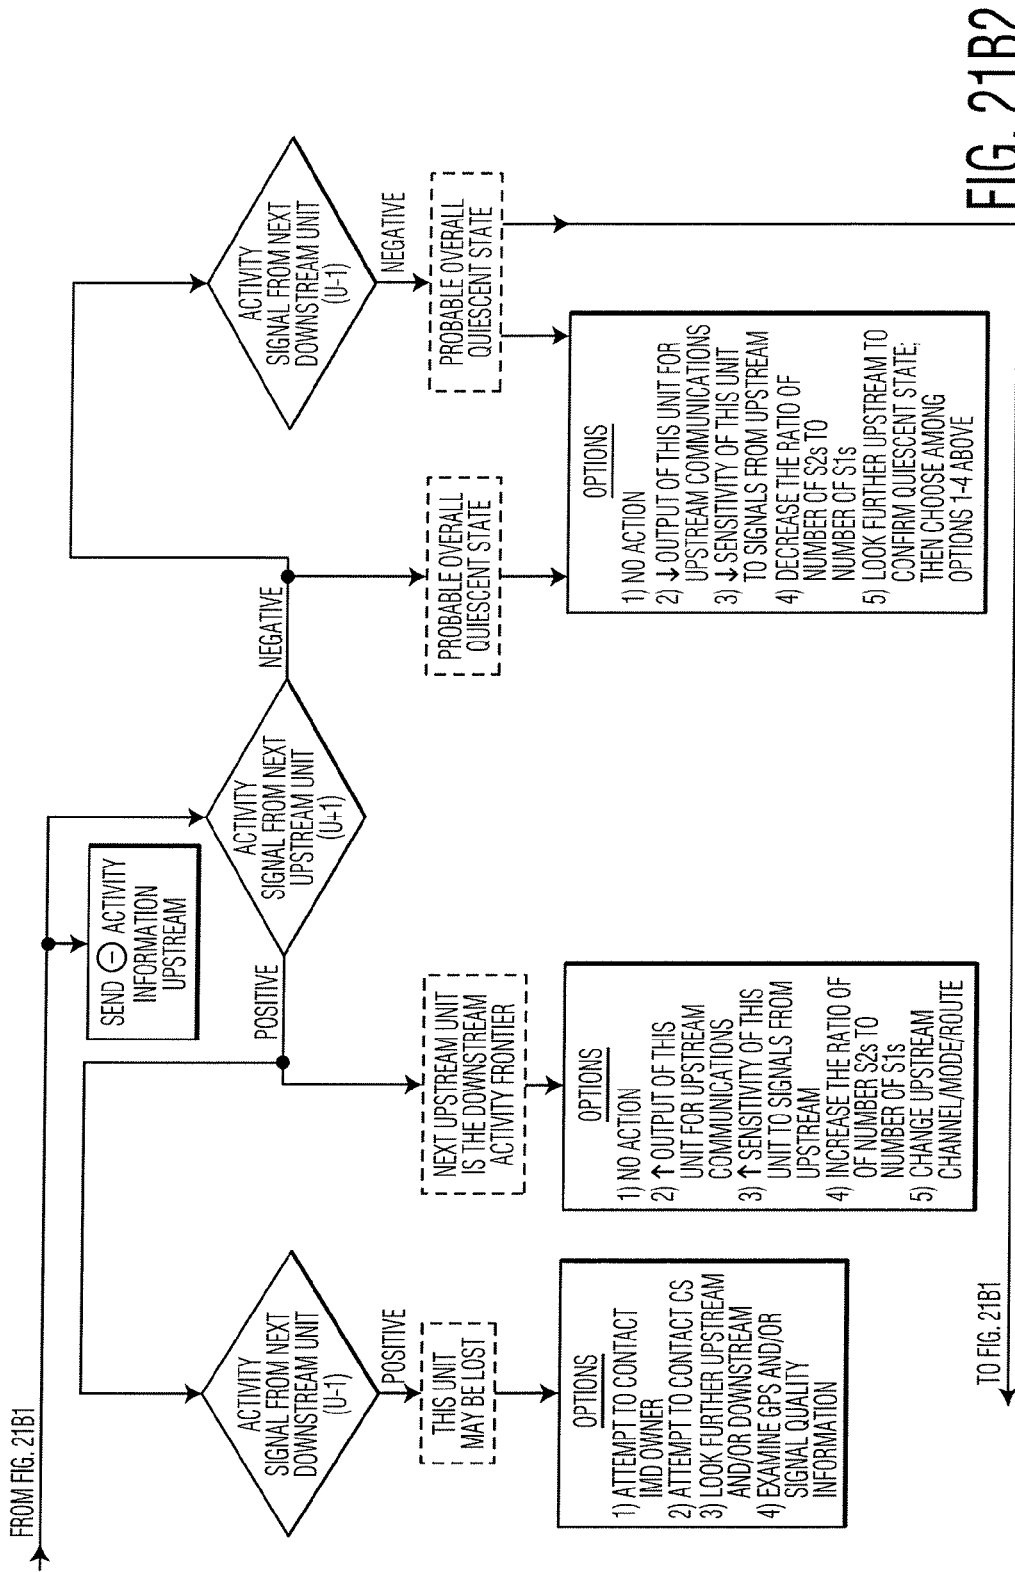 FROM FIG. 21B1
SEND ⊖ ACTIVITY
INFORMATION
UPSTREAM
ACTIVITY
SIGNAL FROM NEXT
DOWNSTREAM UNIT
(U-1)
POSITIVE
THIS UNIT
MAY BE LOST
OPTIONS
1) ATTEMPT TO CONTACT
IMD OWNER
2) ATTEMPT TO CONTACT CS
3) LOOK FURTHER UPSTREAM
AND/OR DOWNSTREAM
4) EXAMINE GPS AND/OR
SIGNAL QUALITY
INFORMATION
ACTIVITY
SIGNAL FROM NEXT
UPSTREAM UNIT
(U+1)
POSITIVE
NEXT UPSTREAM UNIT
IS THE DOWNSTREAM
ACTIVITY FRONTIER
OPTIONS
1) NO ACTION
2) ↑ OUTPUT OF THIS
UNIT FOR UPSTREAM
COMMUNICATIONS
3) ↑ SENSITIVITY OF THIS
UNIT TO SIGNALS FROM
UPSTREAM
4) INCREASE THE RATIO OF
OF NUMBER S2s TO
NUMBER OF S1s
5) CHANGE UPSTREAM
CHANNEL/MODE/ROUTE
NEGATIVE
PROBABLE OVERALL
QUIESCENT STATE
ACTIVITY
SIGNAL FROM NEXT
DOWNSTREAM UNIT
(U-1)
NEGATIVE
PROBABLE OVERALL
QUIESCENT STATE
OPTIONS
1) NO ACTION
2) ↓ OUTPUT OF THIS UNIT FOR
UPSTREAM COMMUNICATIONS
3) ↓ SENSITIVITY OF THIS UNIT
TO SIGNALS FROM UPSTREAM
4) DECREASE THE RATIO OF
NUMBER OF S2s TO
NUMBER OF S1s
5) LOOK FURTHER UPSTREAM TO
CONFIRM QUIESCENT STATE;
THEN CHOOSE AMONG
OPTIONS 1-4 ABOVE
TO FIG. 21B1
FIG. 21B2